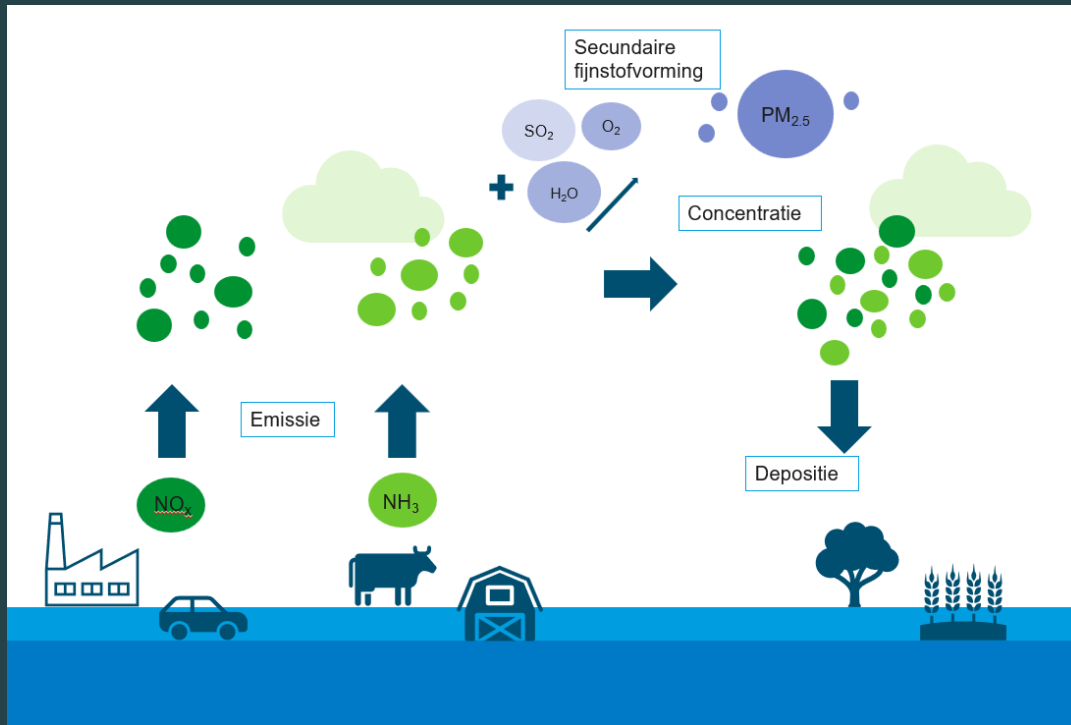 Secundaire
fijnstofvorming
SO₂
O₂
PM₂.₅
H₂O
Concentratie
Emissie
Depositie
NOₓ
NH₃